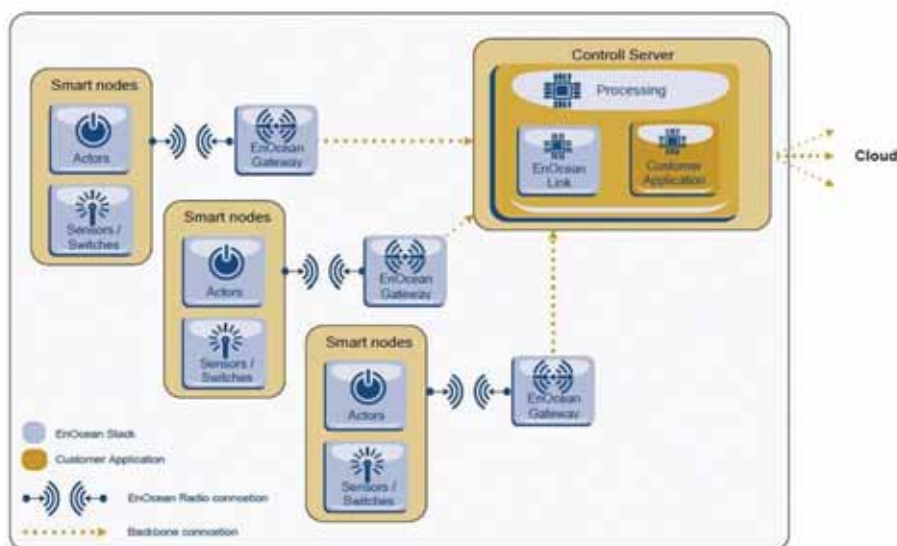 Controll Server
Processing
EnOcean
Link
Customer
Application
Cloud
Smart nodes
Actors
Sensors /
Switches
EnOcean
Gateway
Smart nodes
Actors
Sensors /
Switches
EnOcean
Gateway
Smart nodes
Actors
Sensors /
Switches
EnOcean
Gateway
EnOcean Stack
Customer Application
EnOcean Radio connection
Backbone connection